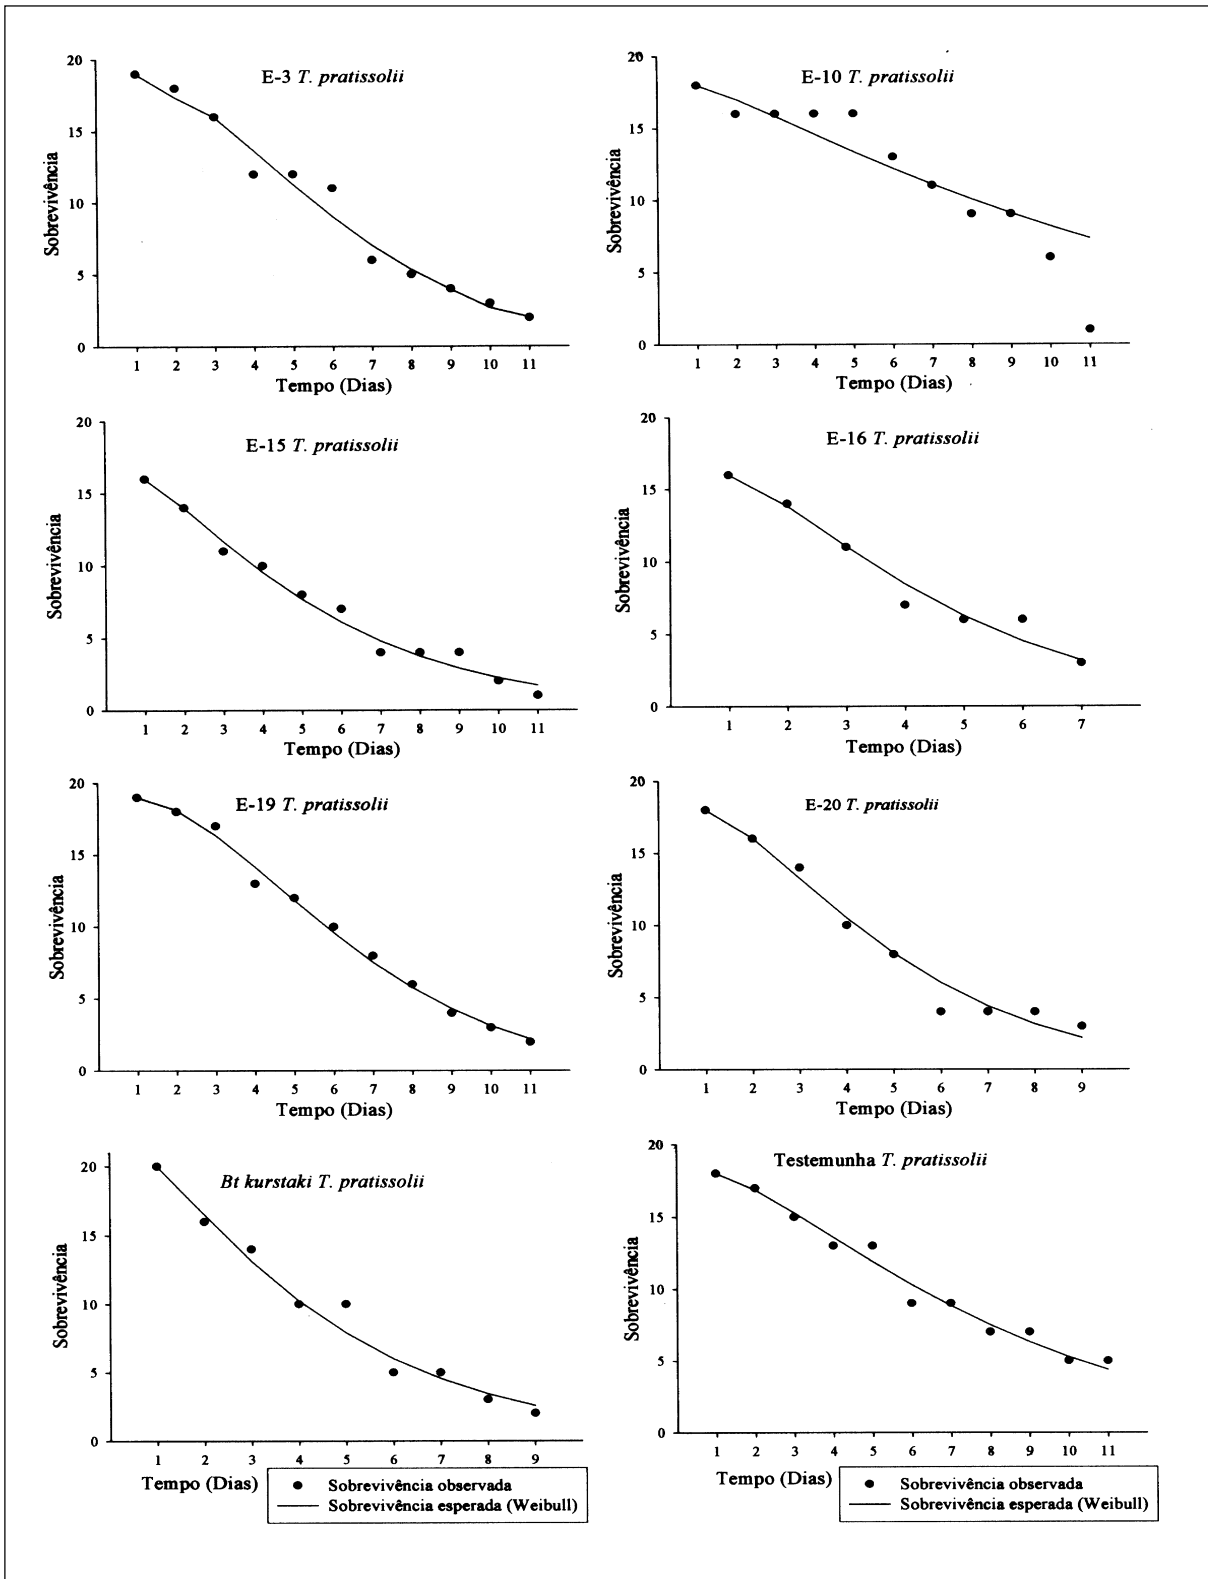 E-3 T. pratissolii
20
15
10
5
0
Sobrevivência
1 2 3 4 5 6 7 8 9 10 11
Tempo (Dias)
E-10 T. pratissolii
20
15
10
5
0
Sobrevivência
1 2 3 4 5 6 7 8 9 10 11
Tempo (Dias)
E-15 T. pratissolii
20
15
10
5
0
Sobrevivência
1 2 3 4 5 6 7 8 9 10 11
Tempo (Dias)
E-16 T. pratissolii
20
15
10
5
0
Sobrevivência
1 2 3 4 5 6 7
Tempo (Dias)
E-19 T. pratissolii
20
15
10
5
0
Sobrevivência
1 2 3 4 5 6 7 8 9 10 11
Tempo (Dias)
E-20 T. pratissolii
20
15
10
5
0
Sobrevivência
1 2 3 4 5 6 7 8 9
Tempo (Dias)
Bt kurstaki T. pratissolii
20
15
10
5
0
Sobrevivência
1 2 3 4 5 6 7 8 9
Tempo (Dias)
Sobrevivência observada
Sobrevivência esperada (Weibull)
Testemunha T. pratissolii
20
15
10
5
0
Sobrevivência
1 2 3 4 5 6 7 8 9 10 11
Tempo (Dias)
Sobrevivência observada
Sobrevivência esperada (Weibull)